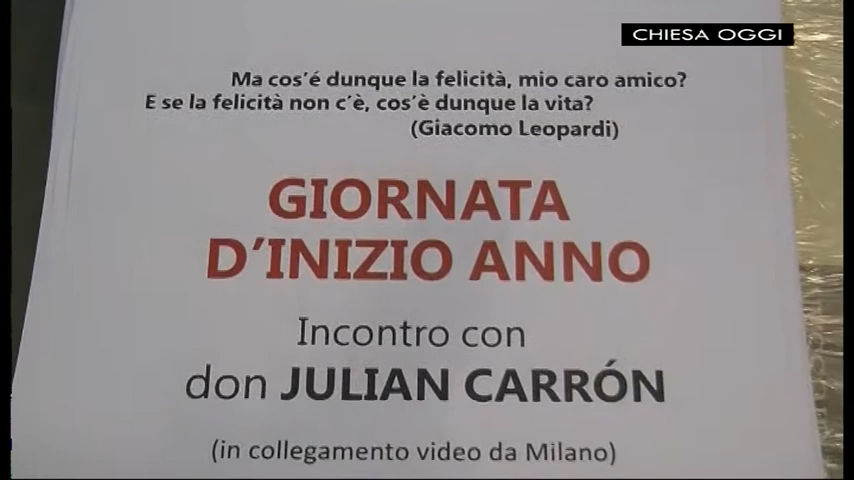 CHIESA OGGI
Ma cos'é dunque la felicità, mio caro amico?
E se la felicità non c'è, cos'è dunque la vita?
(Giacomo Leopardi)
GIORNATA
D'INIZIO ANNO
Incontro con
don JULIAN CARRÓN
(in collegamento video da Milano)